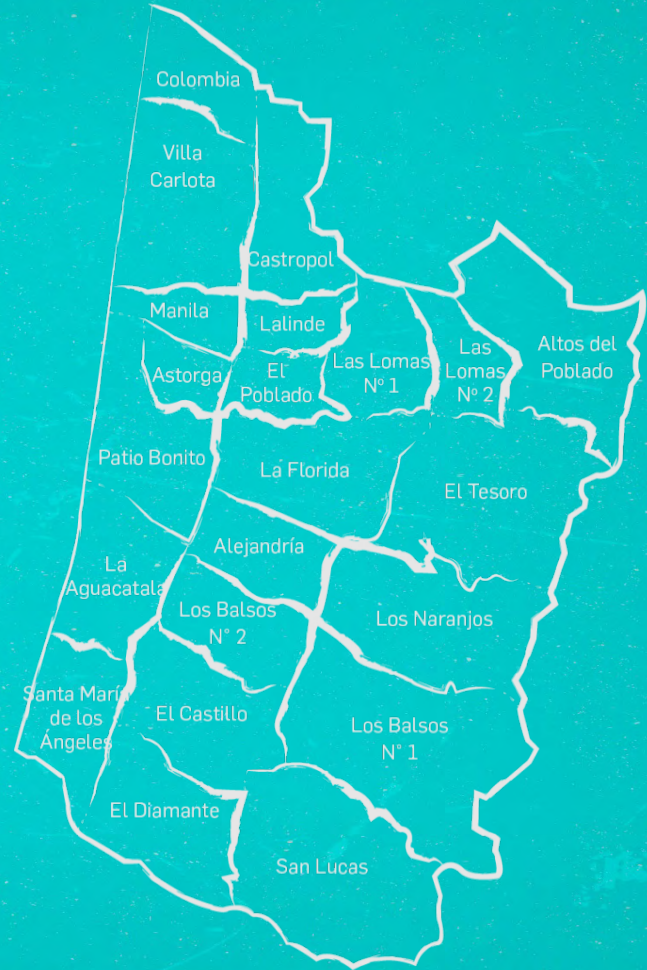 Colombia
Villa
Carlota
Castropol
Manila
Lalinde
Astorga
El
Poblado
Las Lomas
Nº 1
Las
Lomas
Nº 2
Altos del
Poblado
Patio Bonito
La Florida
El Tesoro
Alejandría
La
Aguacatala
Los Balsos
N° 2
Los Naranjos
Santa María
de los
Ángeles
El Castillo
Los Balsos
N° 1
El Diamante
San Lucas